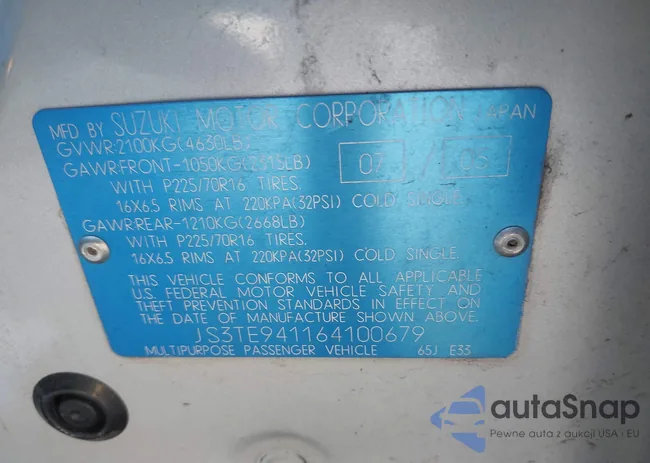 MFD BY SUZUKI MOTOR CORPORATION JAPAN
GVWR-2100KG(4630LB)
GAWRFRONT-1050KG(2315LB) 07 / 05
WITH P225/70R16 TIRES.
16X6.5 RIMS AT 220KPA(32PSI) COLD SINGLE.
GAWRREAR-1210KG(2668LB)
WITH P225/70R16 TIRES.
16X6.5 RIMS AT 220KPA(32PSI) COLD SINGLE.
THIS VEHICLE CONFORMS TO ALL APPLICABLE
U.S. FEDERAL MOTOR VEHICLE SAFETY AND
THEFT PREVENTION STANDARDS IN EFFECT ON
THE DATE OF MANUFACTURE SHOWN ABOVE.
JS3TE941164100679
MULTIPURPOSE PASSENGER VEHICLE 65J E33
autaSnap
Pewne auta z aukcji USA i EU